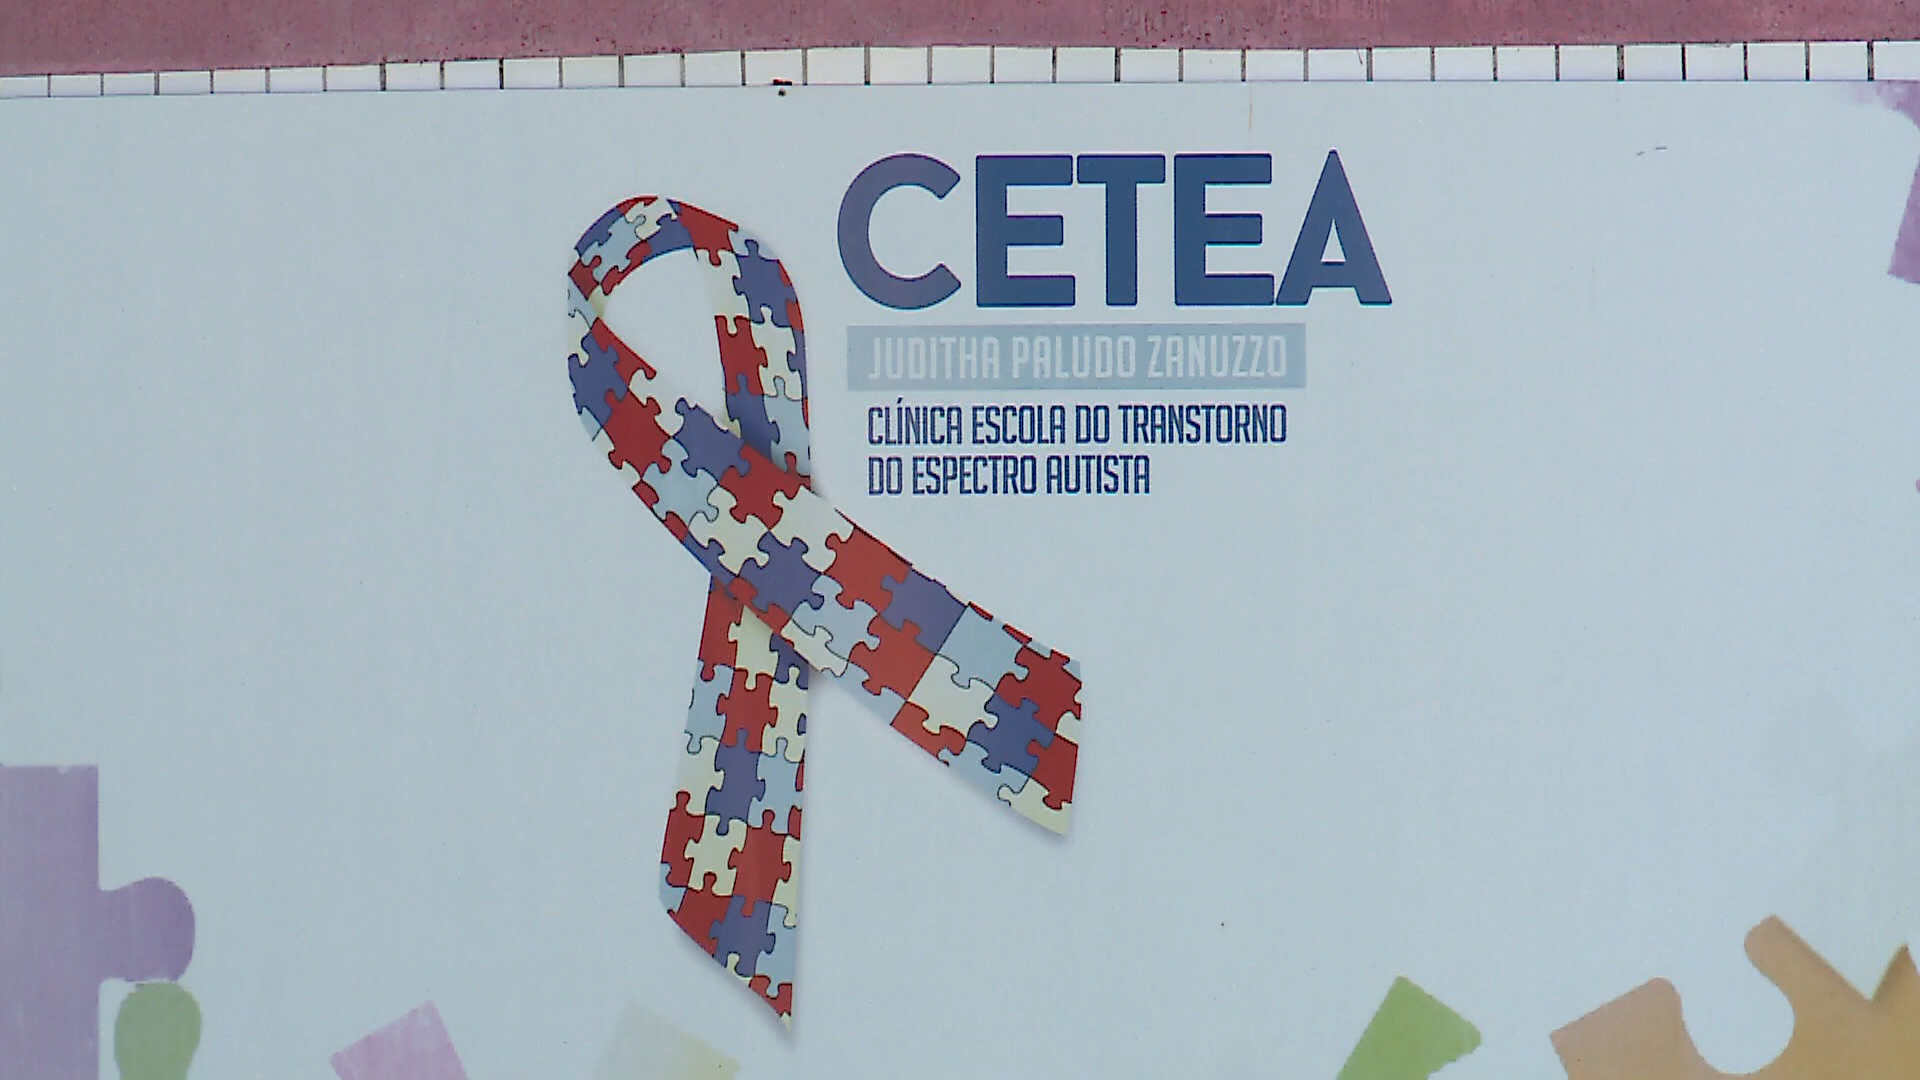 CETEA
JUDITHA PALUDO ZANUZZO
CLÍNICA ESCOLA DO TRANSTORNO
DO ESPECTRO AUTISTA